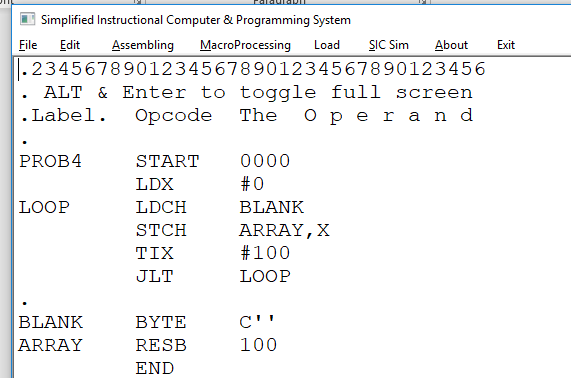 Paragraph
Simplified Instructional Computer & Programming System
File Edit Assembling MacroProcessing Load SIC Sim About Exit
.23456789012345678901234567890123456
. ALT & Enter to toggle full screen
.Label. Opcode The O p e r a n d
.
PROB4 START 0000
LDX #0
LOOP LDCH BLANK
STCH ARRAY,X
TIX #100
JLT LOOP
.
BLANK BYTE C''
ARRAY RESB 100
END